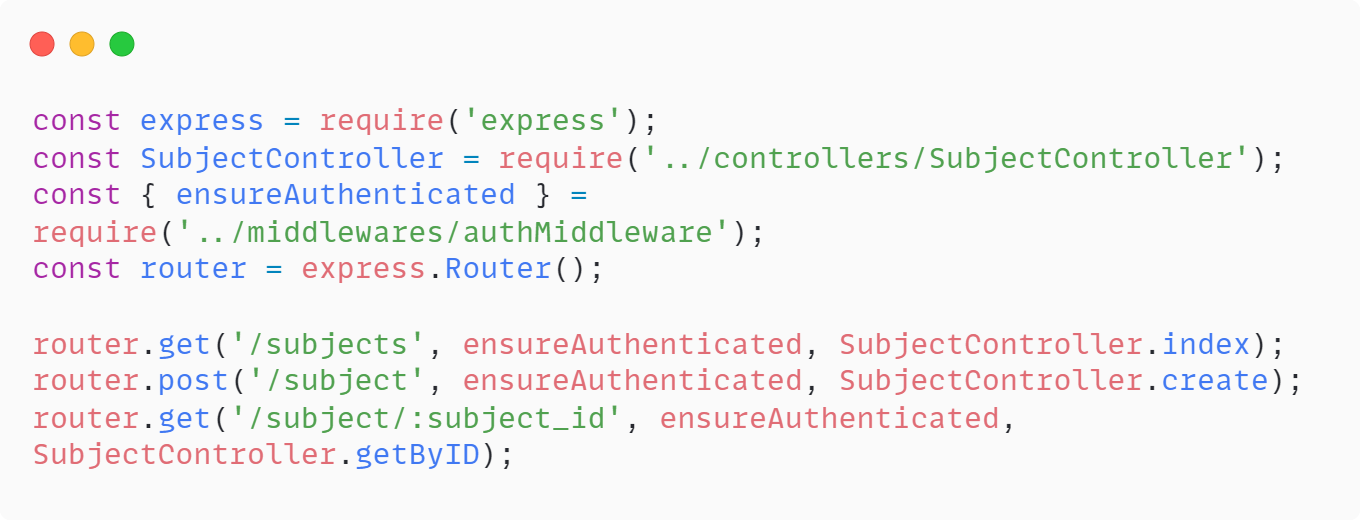 const express = require('express');
const SubjectController = require('../controllers/SubjectController');
const { ensureAuthenticated } =
require('../middlewares/authMiddleware');
const router = express.Router();

router.get('/subjects', ensureAuthenticated, SubjectController.index);
router.post('/subject', ensureAuthenticated, SubjectController.create);
router.get('/subject/:subject_id', ensureAuthenticated,
SubjectController.getByID);